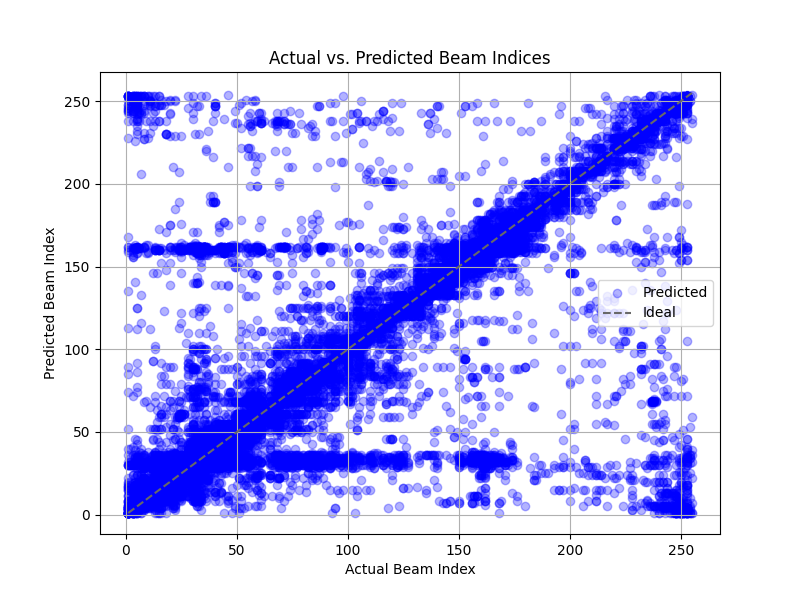 Actual vs. Predicted Beam Indices
Predicted Beam Index
250
200
150
100
50
0
Predicted
Ideal
0 50 100 150 200 250
Actual Beam Index